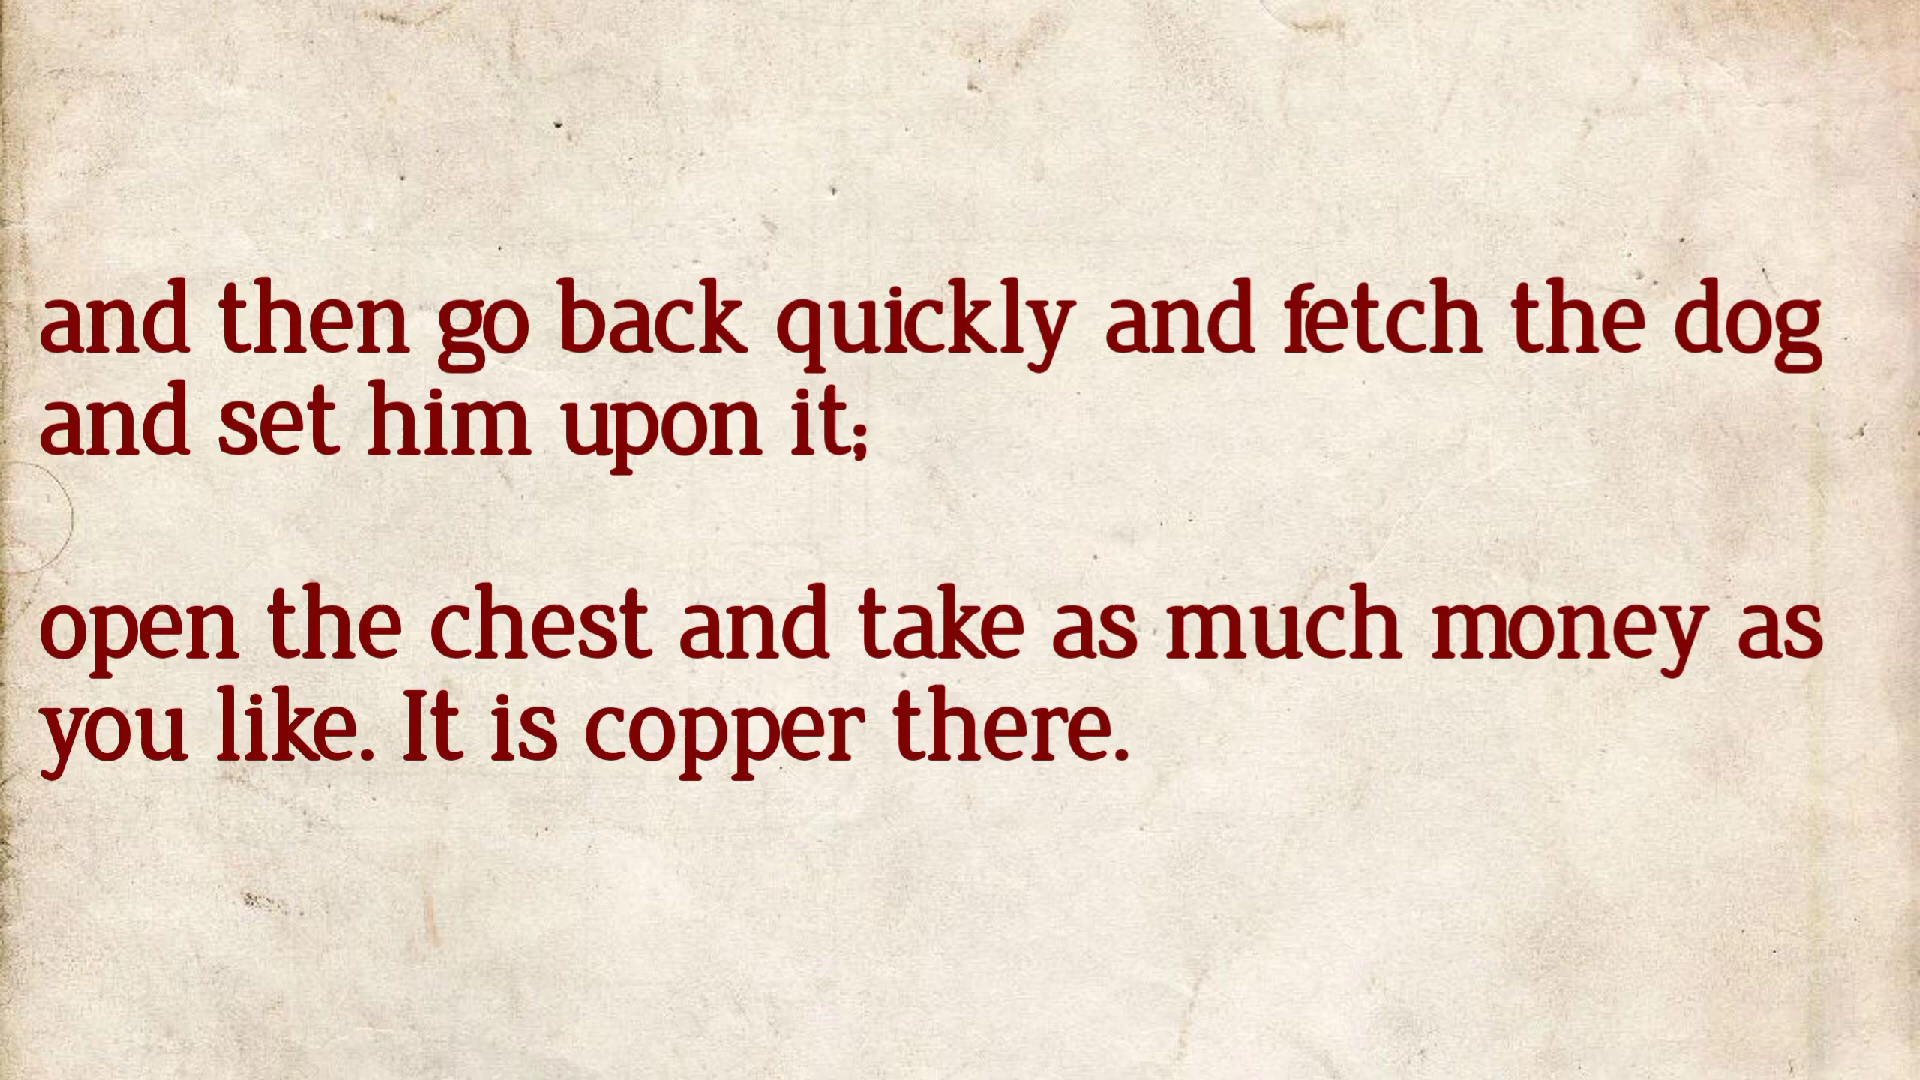 and then go back quickly and fetch the dog
and set him upon it;
open the chest and take as much money as
you like. It is copper there.